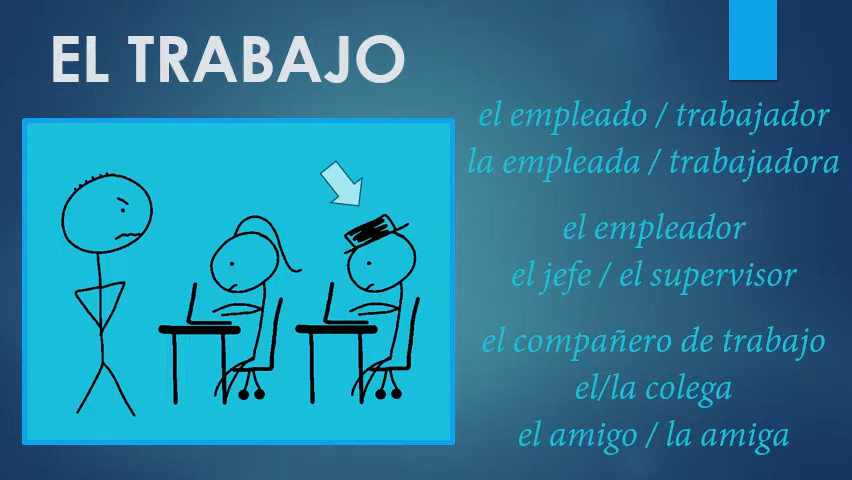 EL TRABAJO
el empleado / trabajador
la empleada / trabajadora
el empleador
el jefe / el supervisor
el compañero de trabajo
el/la colega
el amigo / la amiga